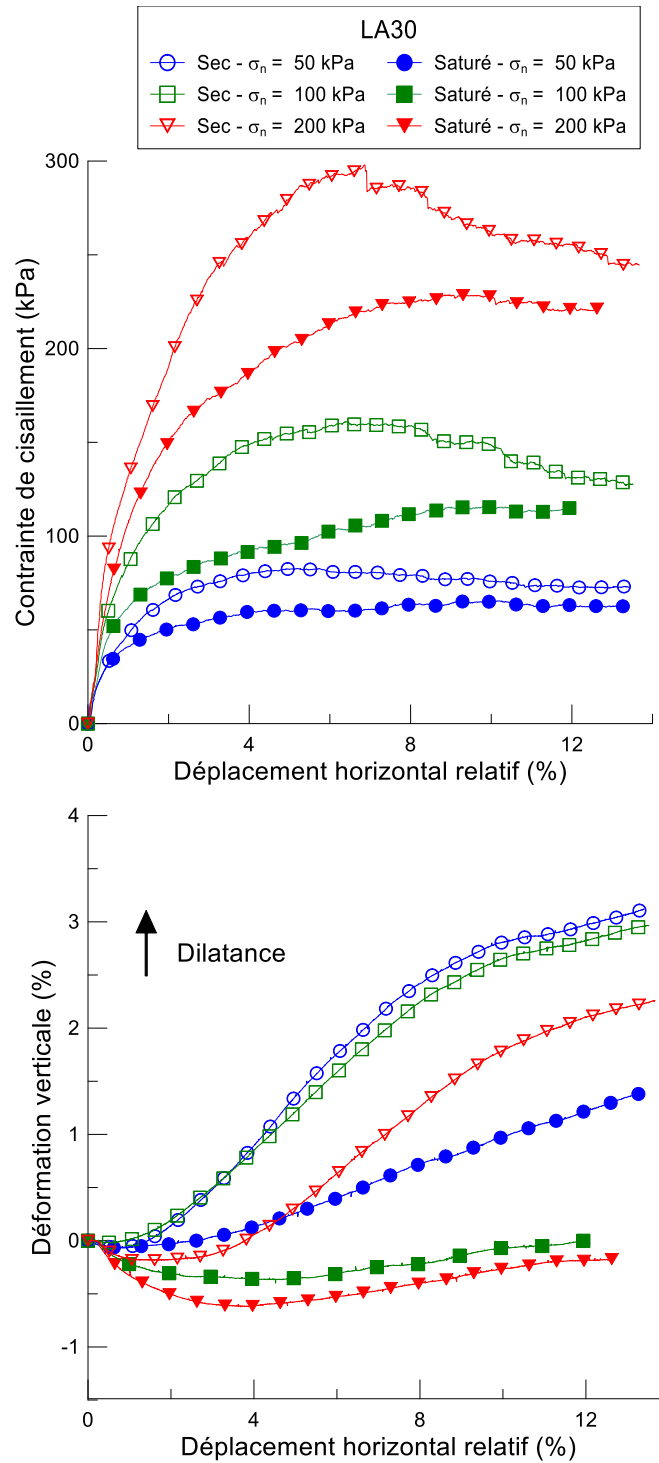 LA30
Sec - σn = 50 kPa Saturé - σn = 50 kPa
Sec - σn = 100 kPa Saturé - σn = 100 kPa
Sec - σn = 200 kPa Saturé - σn = 200 kPa
300
200
100
0
Contrainte de cisaillement (kPa)
0 4 8 12
Déplacement horizontal relatif (%)
4
3
2
1
0
-1
Déformation verticale (%)
Dilatance
0 4 8 12
Déplacement horizontal relatif (%)